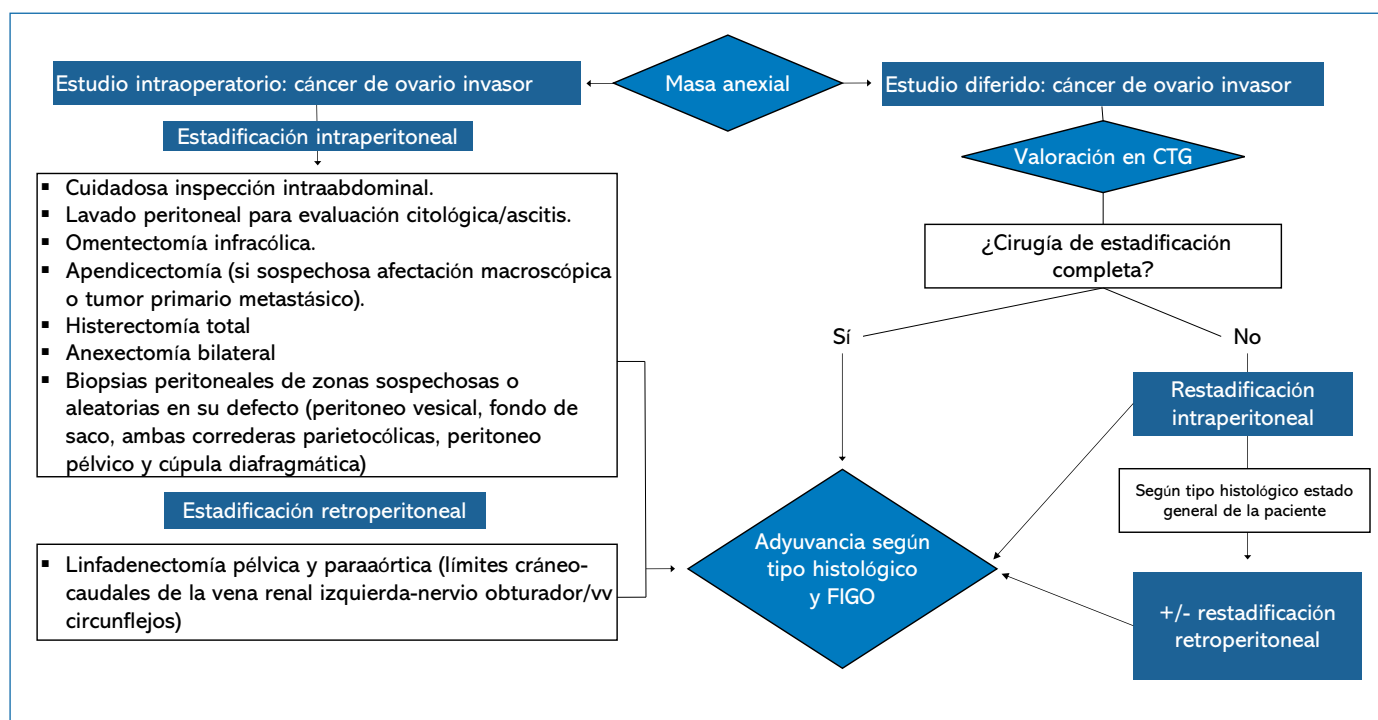 Masa anexial
Estudio intraoperatorio: cáncer de ovario invasor
Estadificación intraperitoneal
▪ Cuidadosa inspección intraabdominal.
▪ Lavado peritoneal para evaluación citológica/ascitis.
▪ Omentectomía infracólica.
▪ Apendicectomía (si sospechosa afectación macroscópica
o tumor primario metastásico).
▪ Histerectomía total
▪ Anexectomía bilateral
▪ Biopsias peritoneales de zonas sospechosas o
aleatorias en su defecto (peritoneo vesical, fondo de
saco, ambas correderas parietocólicas, peritoneo
pélvico y cúpula diafragmática)
Estadificación retroperitoneal
▪ Linfadenectomía pélvica y paraaórtica (límites cráneo-
caudales de la vena renal izquierda-nervio obturador/vv
circunflejos)
Estudio diferido: cáncer de ovario invasor
Valoración en CTG
¿Cirugía de estadificación
completa?
Sí
No
Restadificación
intraperitoneal
Según tipo histológico estado
general de la paciente
+/- restadificación
retroperitoneal
Adyuvancia según
tipo histológico
y FIGO